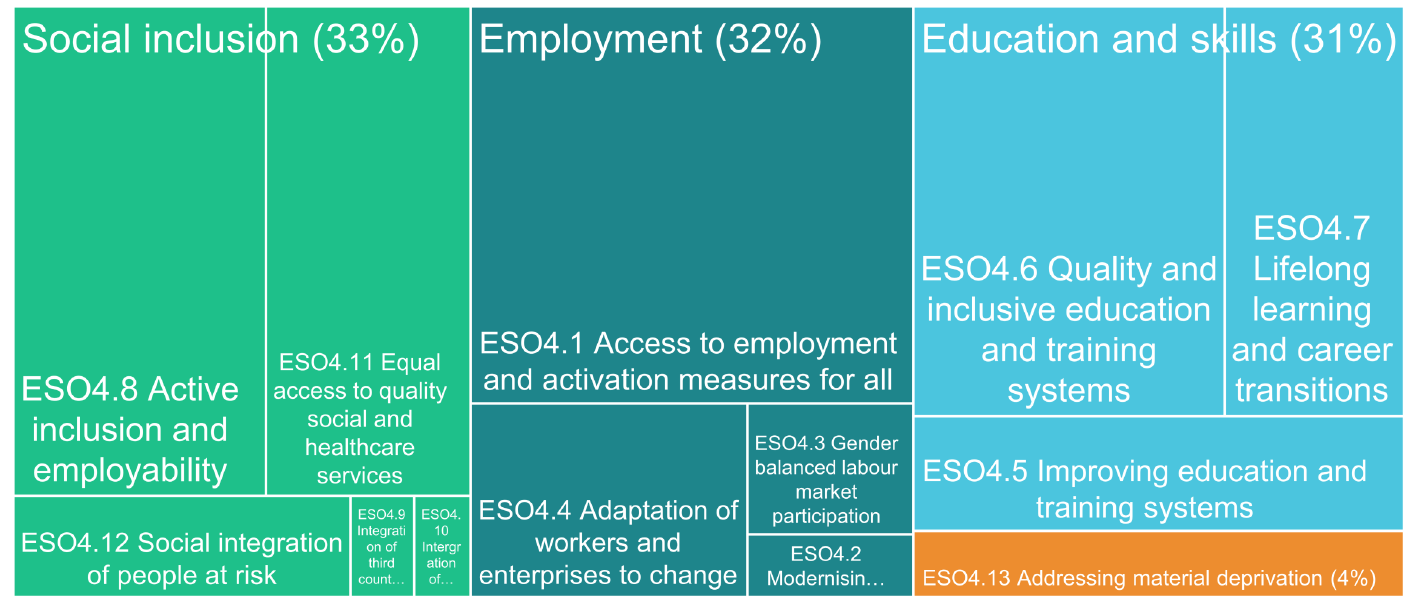 Social inclusion (33%)
ESO4.8 Active
inclusion and
employability
ESO4.11 Equal
access to quality
social and
healthcare
services
ESO4.12 Social integration
of people at risk
ESO4.9
Integrati
on of
third
count…
ESO4.
10
Intergr
ation
of…
Employment (32%)
ESO4.1 Access to employment
and activation measures for all
ESO4.4 Adaptation of
workers and
enterprises to change
ESO4.3 Gender
balanced labour
market
participation
ESO4.2
Modernisin…
Education and skills (31%)
ESO4.6 Quality and
inclusive education
and training
systems
ESO4.7
Lifelong
learning
and career
transitions
ESO4.5 Improving education and
training systems
ESO4.13 Addressing material deprivation (4%)